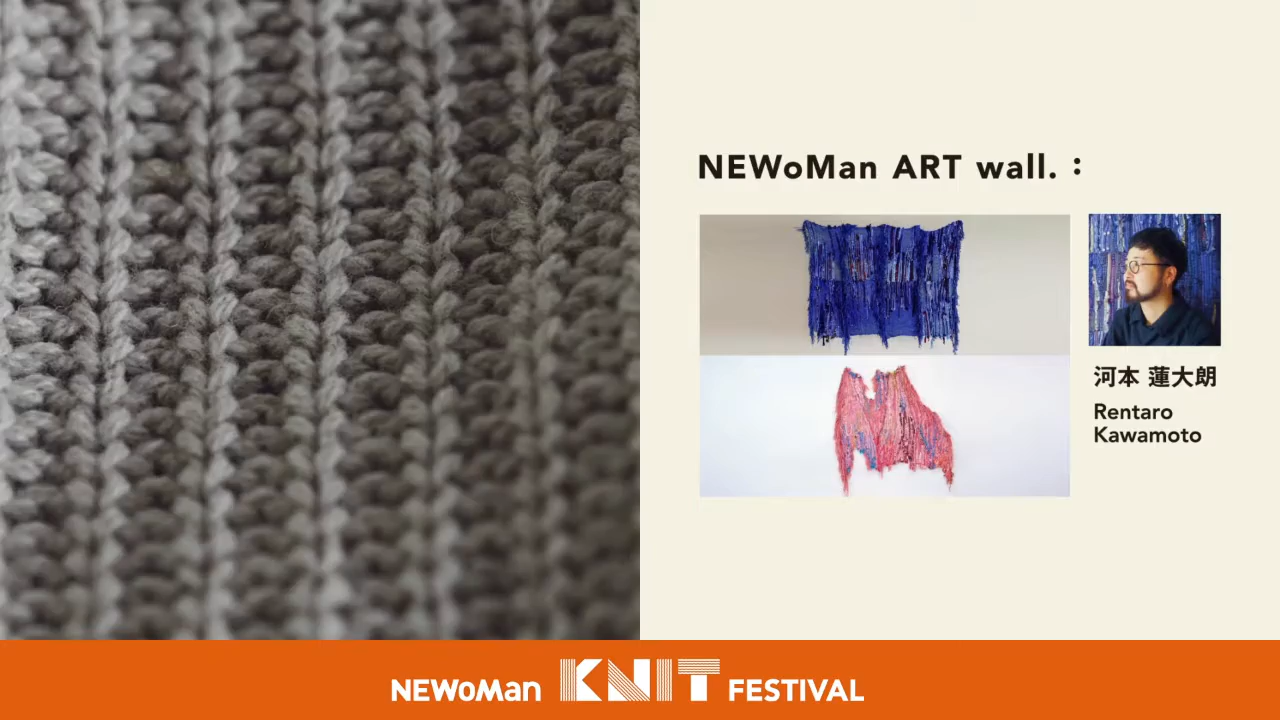 NEWoMan ART wall. :
河本 蓮大朗
Rentaro
Kawamoto
NEWoMan KNIT FESTIVAL